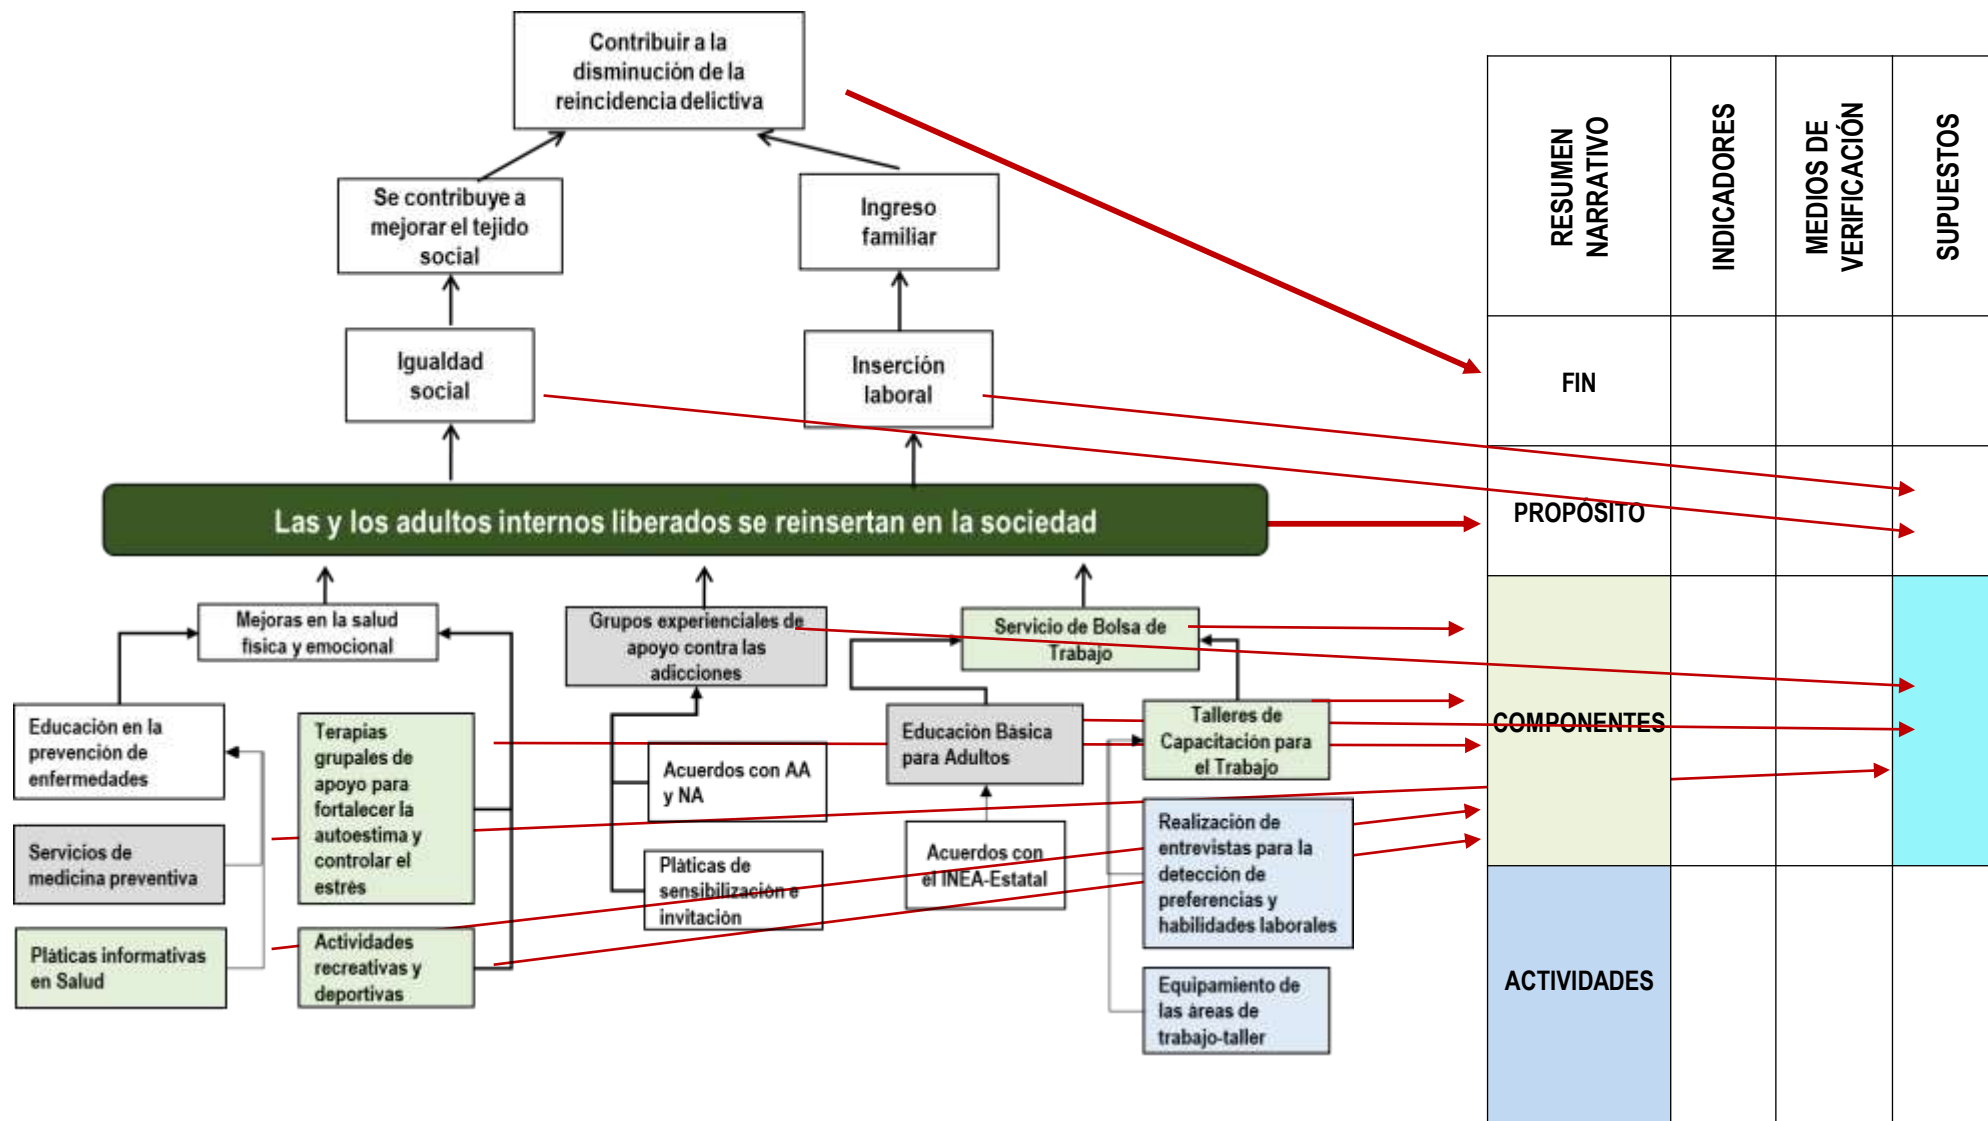 Contribuir a la
disminución de la
reincidencia delictiva
Se contribuye a
mejorar el tejido
social
Ingreso
familiar
Igualdad
social
Inserción
laboral
Las y los adultos internos liberados se reinsertan en la sociedad
Mejoras en la salud
física y emocional
Grupos experienciales de
apoyo contra las
adicciones
Servicio de Bolsa de
Trabajo
Educación en la
prevención de
enfermedades
Terapias
grupales de
apoyo para
fortalecer la
autoestima y
controlar el
estrés
Acuerdos con AA
y NA
Educación Básica
para Adultos
Talleres de
Capacitación para
el Trabajo
Servicios de
medicina preventiva
Pláticas de
sensibilización e
invitación
Acuerdos con
el INEA-Estatal
Realización de
entrevistas para la
detección de
preferencias y
habilidades laborales
Pláticas informativas
en Salud
Actividades
recreativas y
deportivas
Equipamiento de
las áreas de
trabajo-taller
RESUMEN
NARRATIVO
INDICADORES
MEDIOS DE
VERIFICACIÓN
SUPUESTOS
FIN
PROPÓSITO
COMPONENTES
ACTIVIDADES